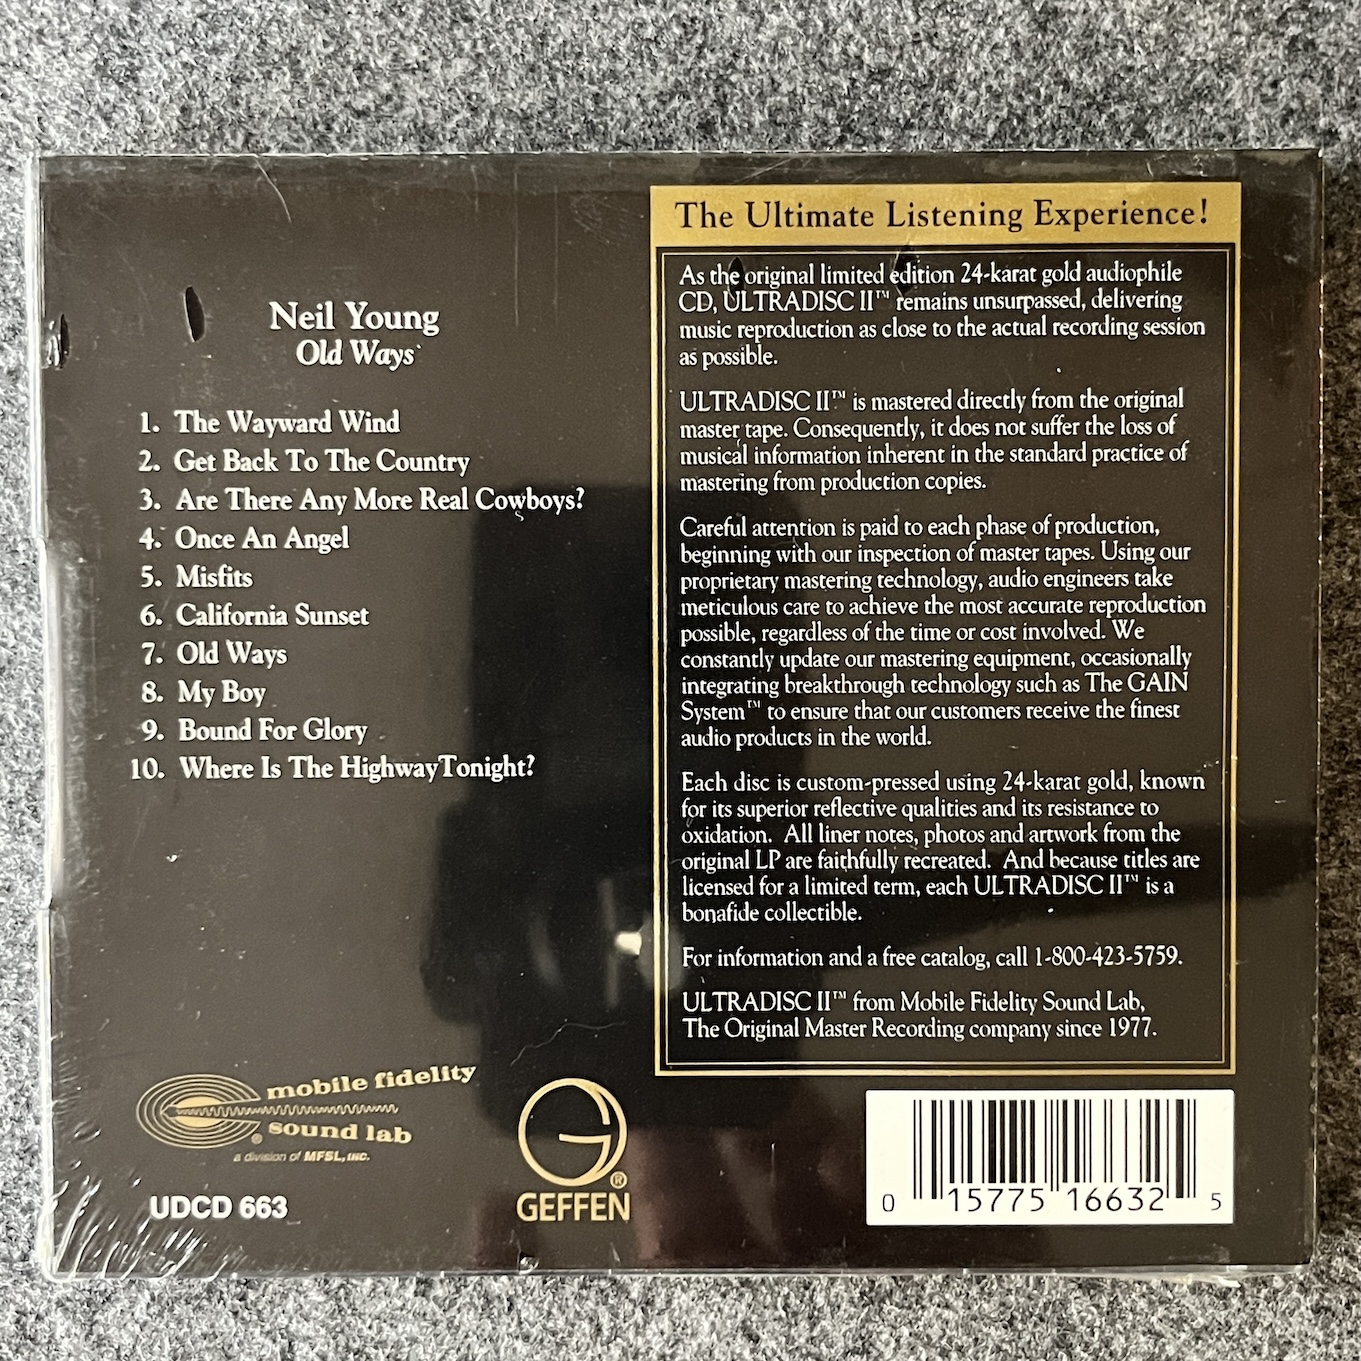 Neil Young
Old Ways
1. The Wayward Wind
2. Get Back To The Country
3. Are There Any More Real Cowboys?
4. Once An Angel
5. Misfits
6. California Sunset
7. Old Ways
8. My Boy
9. Bound For Glory
10. Where Is The HighwayTonight?
The Ultimate Listening Experience!
As the original limited edition 24-karat gold audiophile
CD, ULTRADISC II™ remains unsurpassed, delivering
music reproduction as close to the actual recording session
as possible.
ULTRADISC II™ is mastered directly from the original
master tape. Consequently, it does not suffer the loss of
musical information inherent in the standard practice of
mastering from production copies.
Careful attention is paid to each phase of production,
beginning with our inspection of master tapes. Using our
proprietary mastering technology, audio engineers take
meticulous care to achieve the most accurate reproduction
possible, regardless of the time or cost involved. We
constantly update our mastering equipment, occasionally
integrating breakthrough technology such as The GAIN
System™ to ensure that our customers receive the finest
audio products in the world.
Each disc is custom-pressed using 24-karat gold, known
for its superior reflective qualities and its resistance to
oxidation. All liner notes, photos and artwork from the
original LP are faithfully recreated. And because titles are
licensed for a limited term, each ULTRADISC II™ is a
bonafide collectible.
For information and a free catalog, call 1-800-423-5759.
ULTRADISC II™ from Mobile Fidelity Sound Lab,
The Original Master Recording company since 1977.
mobile fidelity
® sound lab
a division of MFSL, INC.
UDCD 663
®
GEFFEN
0 15775 16632 5